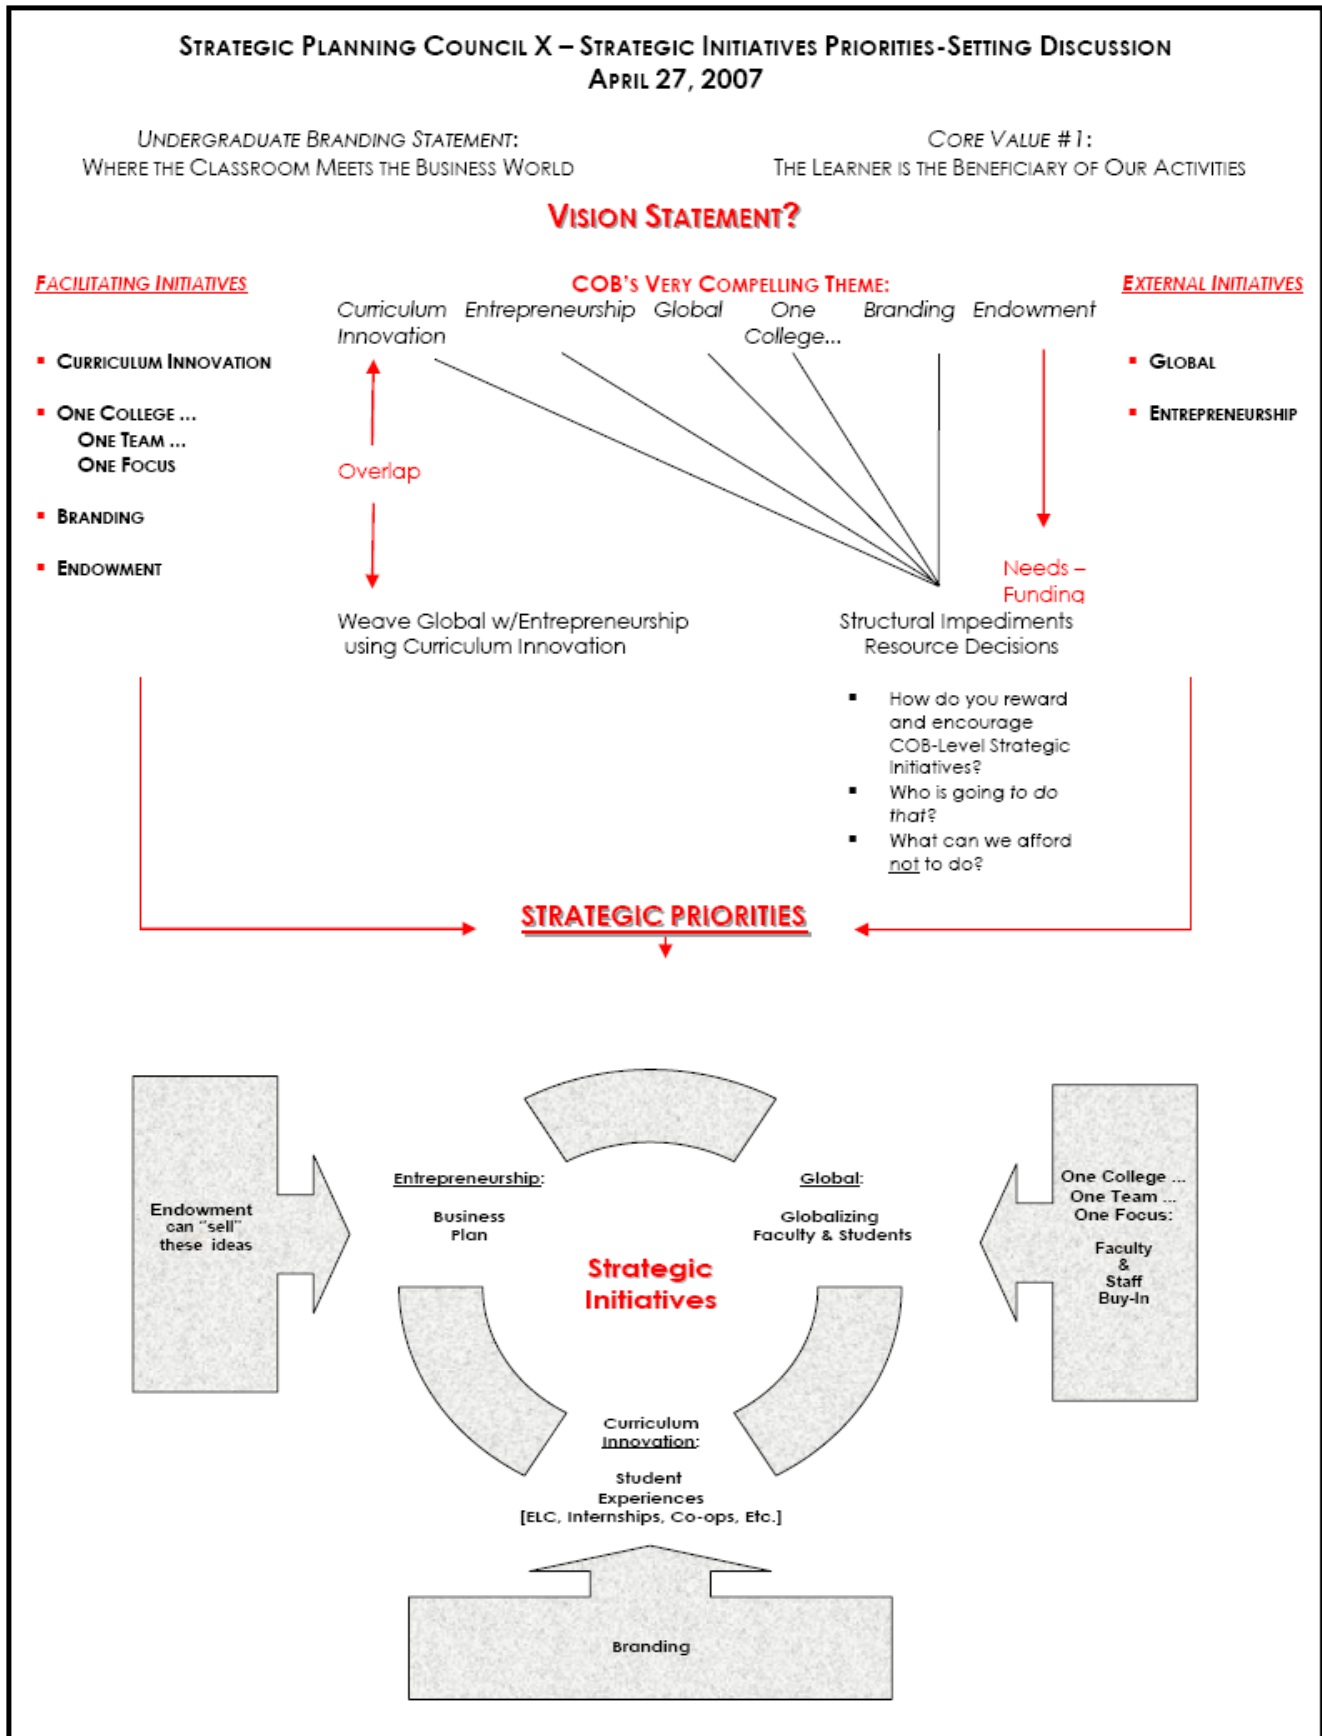 STRATEGIC PLANNING COUNCIL X – STRATEGIC INITIATIVES PRIORITIES-SETTING DISCUSSION
APRIL 27, 2007
UNDERGRADUATE BRANDING STATEMENT:
WHERE THE CLASSROOM MEETS THE BUSINESS WORLD
CORE VALUE #1:
THE LEARNER IS THE BENEFICIARY OF OUR ACTIVITIES
VISION STATEMENT?
FACILITATING INITIATIVES
▪ CURRICULUM INNOVATION
▪ ONE COLLEGE ...
ONE TEAM ...
ONE FOCUS
▪ BRANDING
▪ ENDOWMENT
COB'S VERY COMPELLING THEME:
Curriculum Entrepreneurship Global One Branding Endowment
Innovation College...
EXTERNAL INITIATIVES
▪ GLOBAL
▪ ENTREPRENEURSHIP
Overlap
Needs –
Funding
Weave Global w/Entrepreneurship
using Curriculum Innovation
Structural Impediments
Resource Decisions
▪ How do you reward
and encourage
COB-Level Strategic
Initiatives?
▪ Who is going to do
that?
▪ What can we afford
not to do?
STRATEGIC PRIORITIES
Endowment
can "sell"
these ideas
Entrepreneurship:
Business
Plan
Global:
Globalizing
Faculty & Students
Strategic
Initiatives
One College ...
One Team ...
One Focus:
Faculty
&
Staff
Buy-In
Curriculum
Innovation:
Student
Experiences
[ELC, Internships, Co-ops, Etc.]
Branding